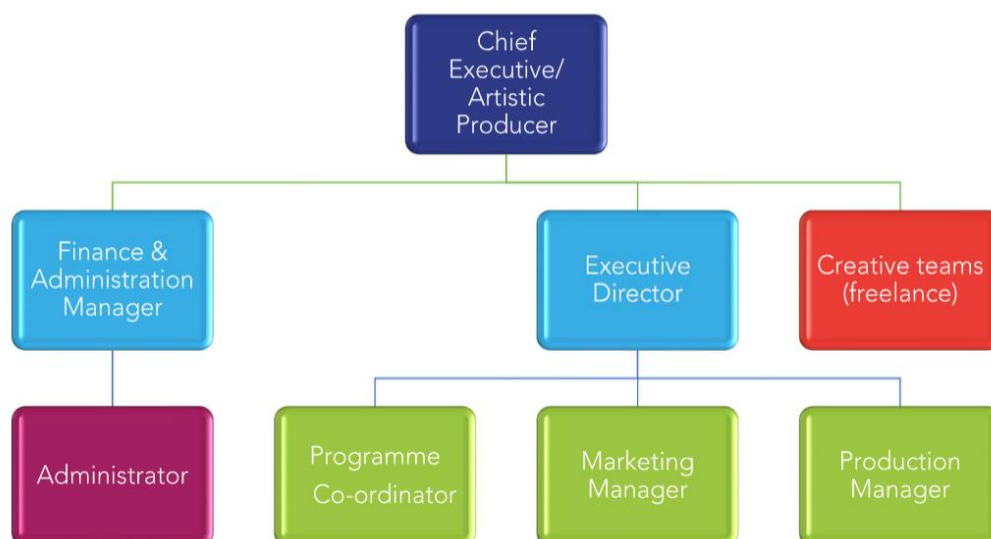 Chief
Executive/
Artistic
Producer
Finance &
Administration
Manager
Executive
Director
Creative teams
(freelance)
Administrator
Programme
Co-ordinator
Marketing
Manager
Production
Manager